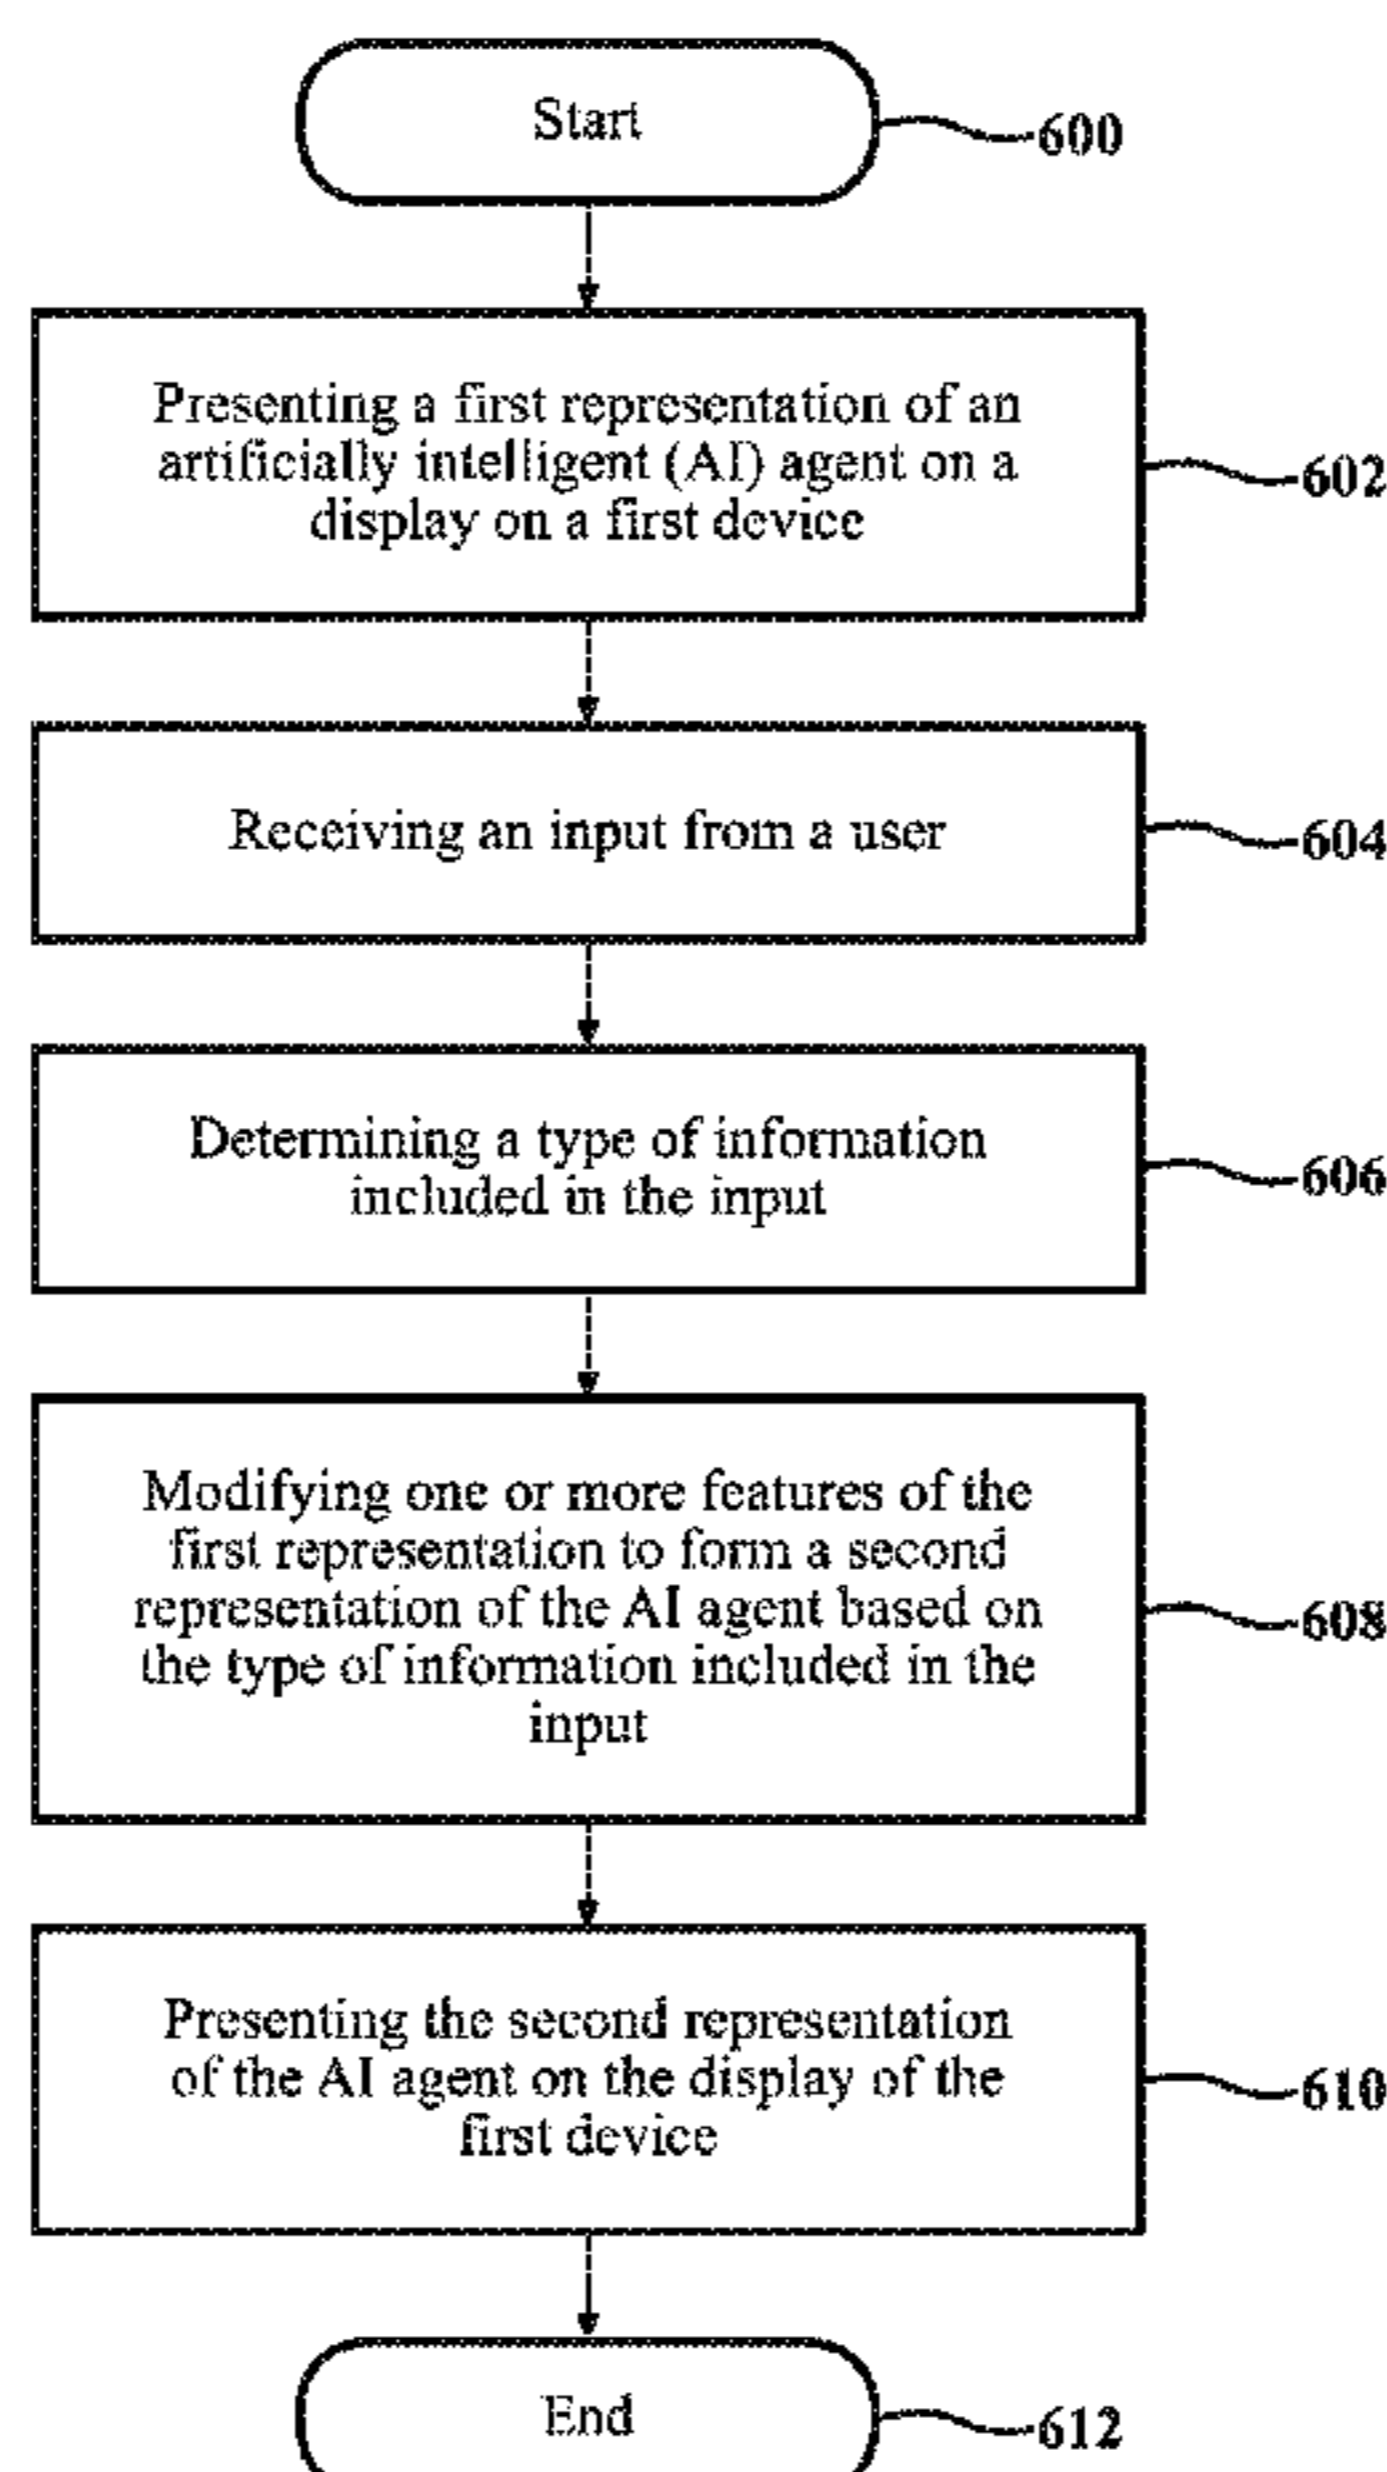 Start
600
Presenting a first representation of an
artificially intelligent (AI) agent on a
display on a first device
602
Receiving an input from a user
604
Determining a type of information
included in the input
606
Modifying one or more features of the
first representation to form a second
representation of the AI agent based on
the type of information included in the
input
608
Presenting the second representation
of the AI agent on the display of the
first device
610
End
612